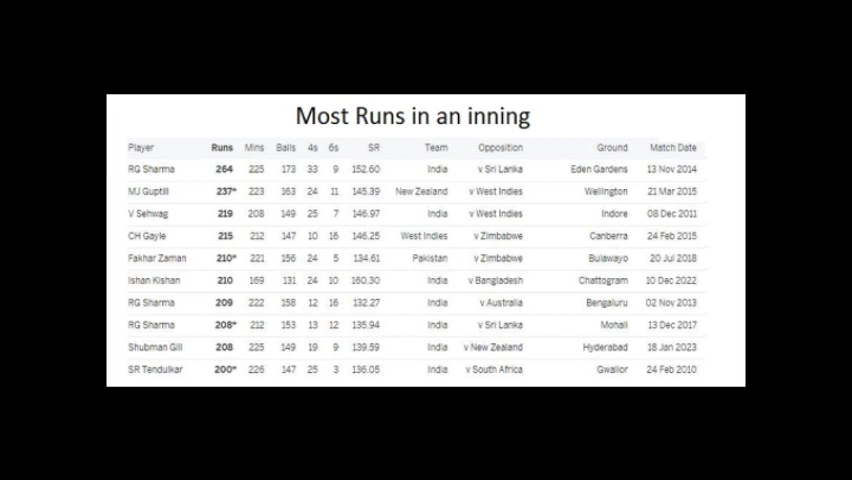 Most Runs in an inning
Player Runs Mins Balls 4s 6s SR Team Opposition Ground Match Date
RG Sharma 264 225 173 33 9 152.60 India v Sri Lanka Eden Gardens 13 Nov 2014
MJ Guptill 237* 223 163 24 11 145.39 New Zealand v West Indies Wellington 21 Mar 2015
V Sehwag 219 208 149 25 7 146.97 India v West Indies Indore 08 Dec 2011
CH Gayle 215 212 147 10 16 146.25 West Indies v Zimbabwe Canberra 24 Feb 2015
Fakhar Zaman 210* 221 156 24 5 134.61 Pakistan v Zimbabwe Bulawayo 20 Jul 2018
Ishan Kishan 210 169 131 24 10 160.30 India v Bangladesh Chattogram 10 Dec 2022
RG Sharma 209 222 158 12 16 132.27 India v Australia Bengaluru 02 Nov 2013
RG Sharma 208* 212 153 13 12 135.94 India v Sri Lanka Mohali 13 Dec 2017
Shubman Gill 208 225 149 19 9 139.59 India v New Zealand Hyderabad 18 Jan 2023
SR Tendulkar 200* 226 147 25 3 136.05 India v South Africa Gwalior 24 Feb 2010